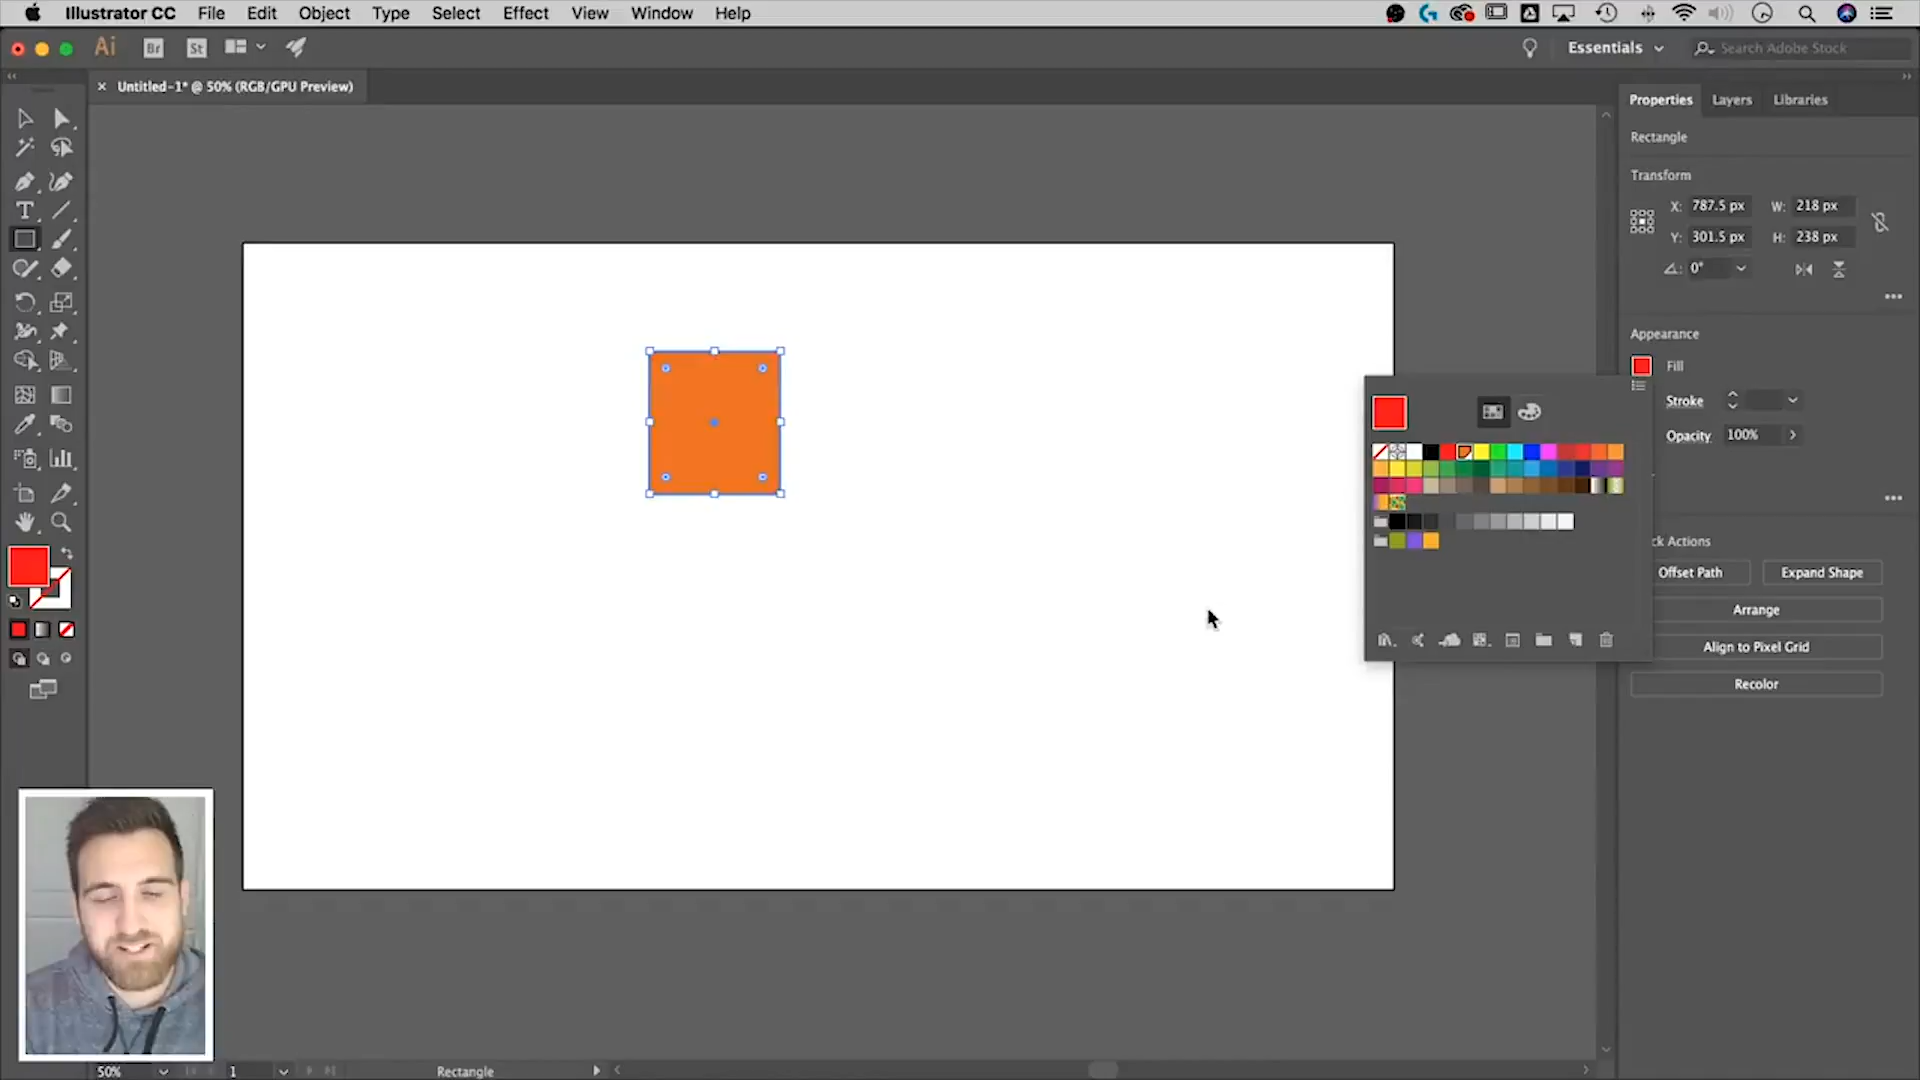 Illustrator CC File Edit Object Type Select Effect View Window Help
Ai Br St Essentials Search Adobe Stock
× Untitled-1* @ 50% (RGB/GPU Preview)
Properties Layers Libraries
Rectangle
Transform
X: 787.5 px W: 218 px
Y: 301.5 px H: 238 px
0°
Appearance
Fill
Stroke
Opacity 100%
ck Actions
Offset Path Expand Shape
Arrange
Align to Pixel Grid
Recolor
50% 1 Rectangle